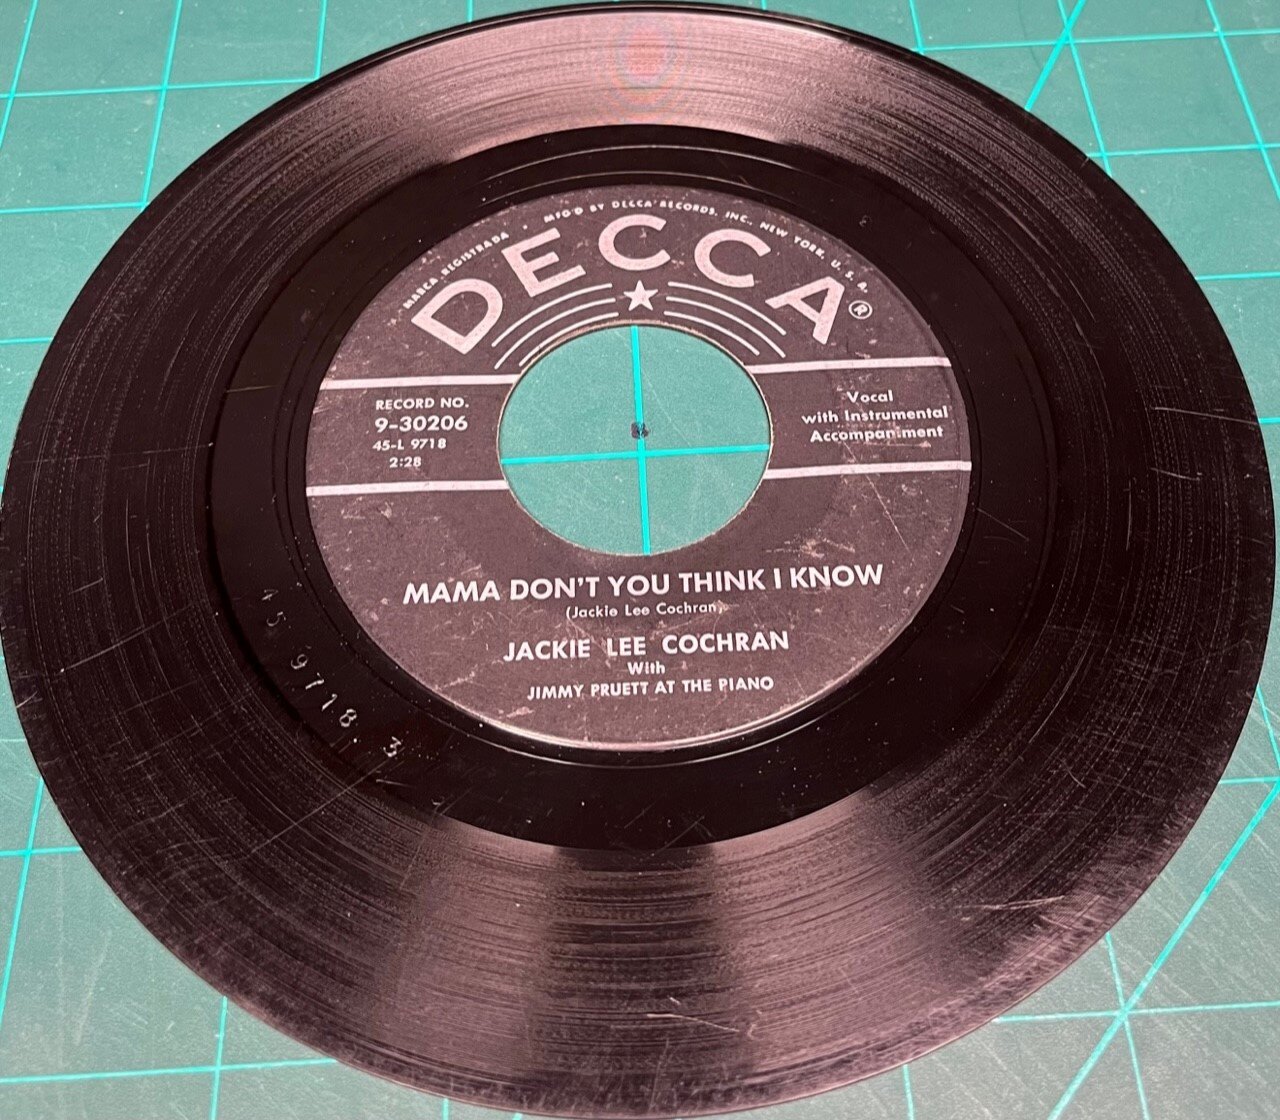 MARCA REGISTRADA • MFG'D BY DECCA RECORDS, INC., NEW YORK, U. S. A.
DECCA®
RECORD NO.
9-30206
45-L 9718
2:28
Vocal
with Instrumental
Accompaniment
MAMA DON'T YOU THINK I KNOW
(Jackie Lee Cochran)
JACKIE LEE COCHRAN
With
JIMMY PRUETT AT THE PIANO
45 9718 . 3